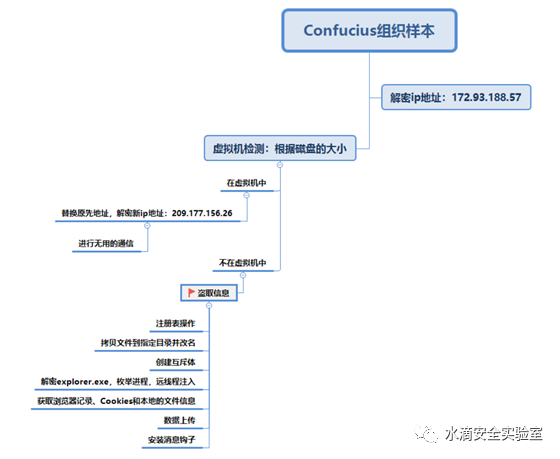 Confucius组织样本
解密ip地址：172.93.188.57
虚拟机检测：根据磁盘的大小
在虚拟机中
替换原先地址，解密新ip地址：209.177.156.26
进行无用的通信
不在虚拟机中
盗取信息
注册表操作
拷贝文件到指定目录并改名
创建互斥体
解密explorer.exe，枚举进程，远线程注入
获取浏览器记录、Cookies和本地的文件信息
数据上传
安装消息钩子
水滴安全实验室